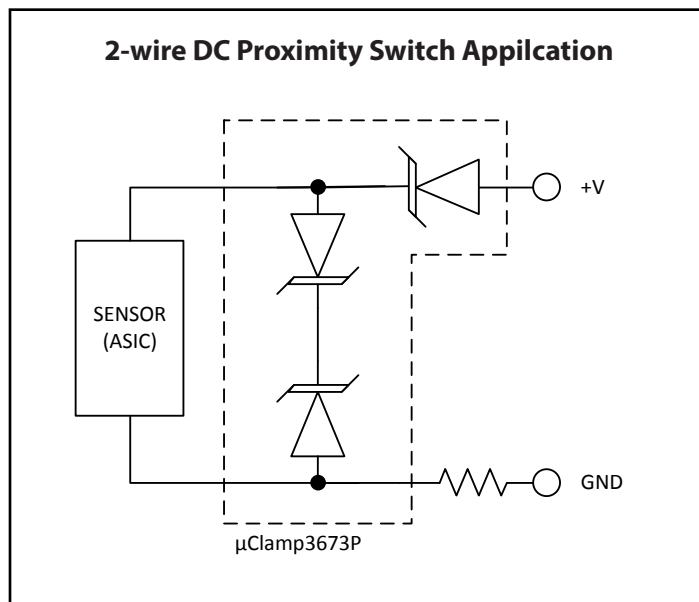 2-wire DC Proximity Switch Appilcation
+V
SENSOR
(ASIC)
GND
µClamp3673P